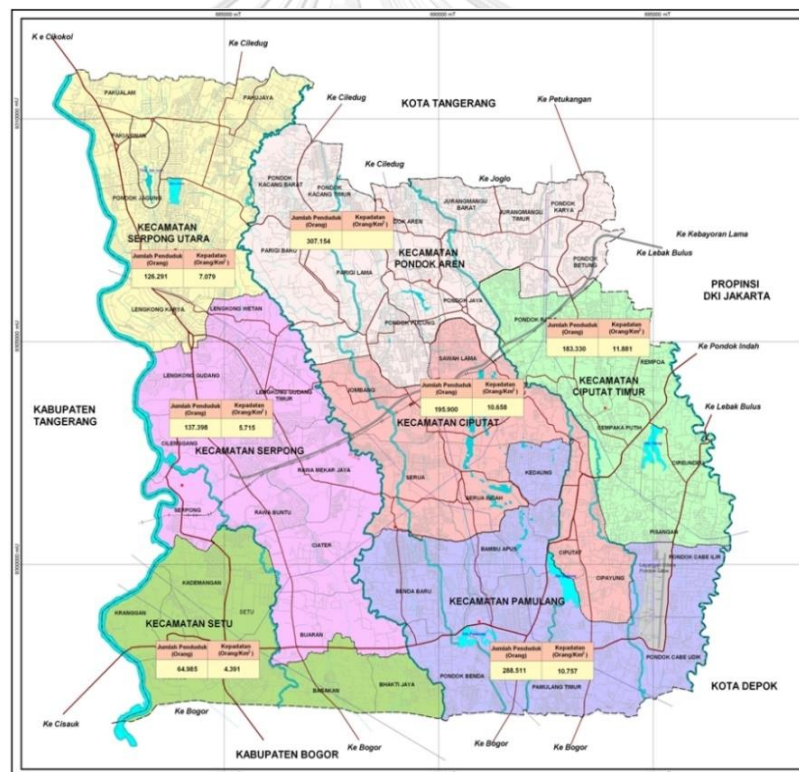 K e Cikokol
Ke Ciledug
Ke Ciledug
KOTA TANGERANG
Ke Petukangan
PAKUALAM
PAKUJAYA
Ke Ciledug
Ke Joglo
PONDOK
KACANG BARAT
PONDOK
KACANG TIMUR
PONDOK JAGUNG
JURANGMANGU
BARAT
JURANGMANGU
TIMUR
PONDOK
KARYA
KECAMATAN
SERPONG UTARA
Jumlah Penduduk
(Orang)
Kepadatan
(Orang/Km²)
307.154
KECAMATAN
PONDOK AREN
Ke Kebayoran Lama
Ke Lebak Bulus
PARIGI BARU
PARIGI LAMA
PONDOK
BETUNG
Jumlah Penduduk
(Orang)
Kepadatan
(Orang/Km²)
126.291
7.079
PROPINSI
DKI JAKARTA
PONDOK JAYA
LENGKONG KARYA
LENGKONG WETAN
PONDOK PUCUNG
Jumlah Penduduk
(Orang)
Kepadatan
(Orang/Km²)
183.330
11.881
SAWAH LAMA
REMPOA
Ke Pondok Indah
LENGKONG GUDANG
LENGKONG GUDANG
TIMUR
JOMBANG
Jumlah Penduduk
(Orang)
Kepadatan
(Orang/Km²)
195.900
10.658
KECAMATAN
CIPUTAT TIMUR
KABUPATEN
TANGERANG
Jumlah Penduduk
(Orang)
Kepadatan
(Orang/Km²)
137.398
5.715
KECAMATAN CIPUTAT
Ke Lebak Bulus
CILENGGANG
KECAMATAN SERPONG
RAWA MEKAR JAYA
KEDAUNG
CIREUNDEU
SERUA
SERUA INDAH
SERPONG
RAWA BUNTU
PISANGAN
CIATER
BAMBU APUS
CIPUTAT
CIPAYUNG
PONDOK CABE ILIR
KADEMANGAN
BENDA BARU
KECAMATAN PAMULANG
KRANGGAN
SETU
KECAMATAN SETU
BUARAN
Jumlah Penduduk
(Orang)
Kepadatan
(Orang/Km²)
64.985
4.391
Jumlah Penduduk
(Orang)
Kepadatan
(Orang/Km²)
288.511
10.757
PONDOK CABE UDIK
BABAKAN
BHAKTI JAYA
PONDOK BENDA
PAMULANG TIMUR
KOTA DEPOK
Ke Cisauk
Ke Bogor
KABUPATEN BOGOR
Ke Bogor
Ke Bogor
Ke Bogor